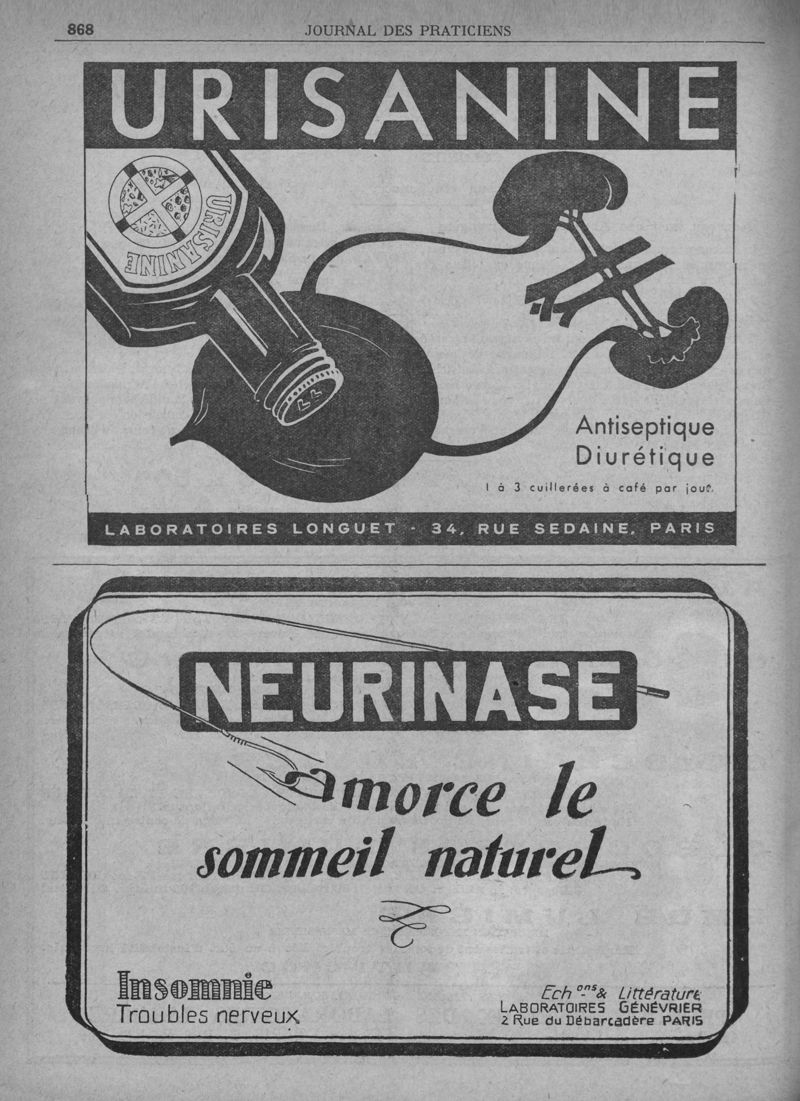 868
JOURNAL DES PRATICIENS
URISANINE
URISANINE
LL
Antiseptique
Diurétique
1 à 3 cuillerées à café par jour.
LABORATOIRES LONGUET - 34, RUE SEDAINE, PARIS
NEURINASE
amorce le
sommeil naturel
Insomnie
Troubles nerveux
Ech.ons & Littérature
LABORATOIRES GÉNÉVRIER
2 Rue du Débarcadère PARIS